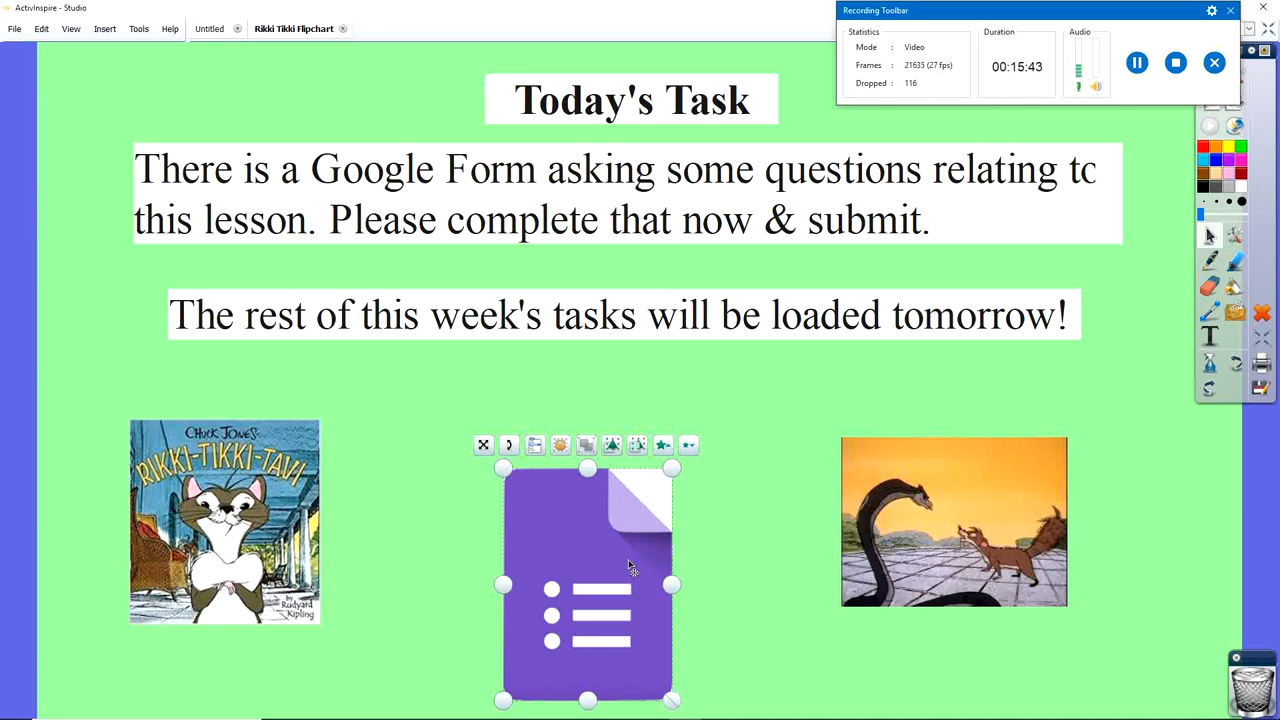 ActivInspire - Studio
Recording Toolbar
File Edit View Insert Tools Help Untitled Rikki Tikki Flipchart
Statistics Duration Audio
Mode : Video
Frames : 21635 (27 fps)
Dropped : 116
00:15:43
Today's Task
There is a Google Form asking some questions relating to
this lesson. Please complete that now & submit.
The rest of this week's tasks will be loaded tomorrow!
CHUCK JONES'
RIKKI-TIKKI-TAVI
by
Rudyard
Kipling
T